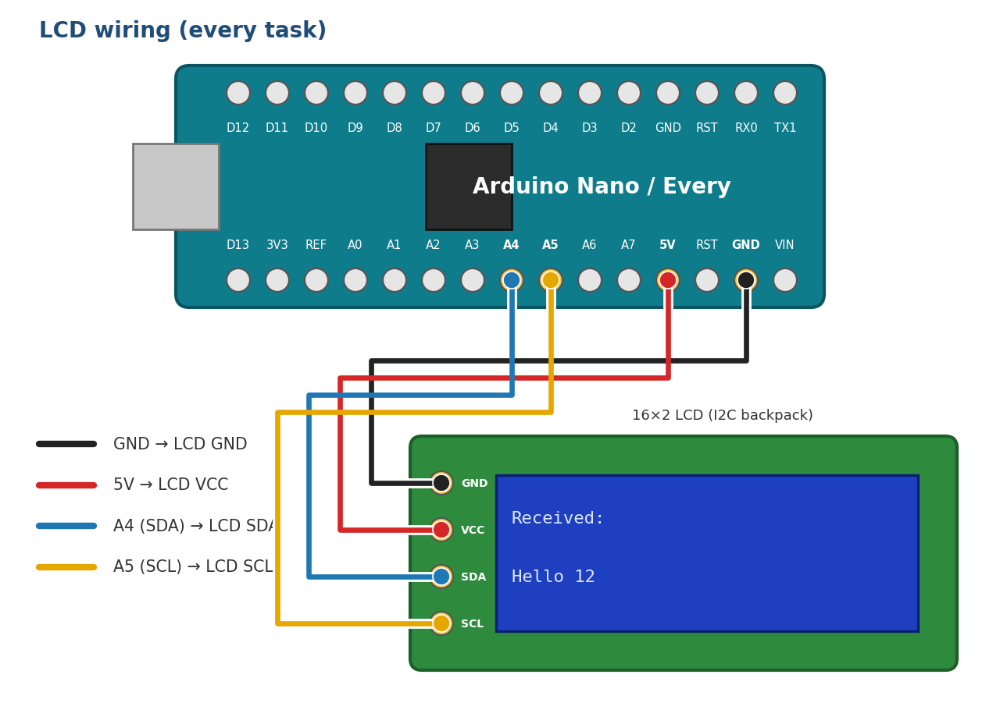 LCD wiring (every task)
D12 D11 D10 D9 D8 D7 D6 D5 D4 D3 D2 GND RST RX0 TX1
Arduino Nano / Every
D13 3V3 REF A0 A1 A2 A3 A4 A5 A6 A7 5V RST GND VIN
16×2 LCD (I2C backpack)
GND → LCD GND
5V → LCD VCC
A4 (SDA) → LCD SDA
A5 (SCL) → LCD SCL
GND
VCC
SDA
SCL
Received:
Hello 12